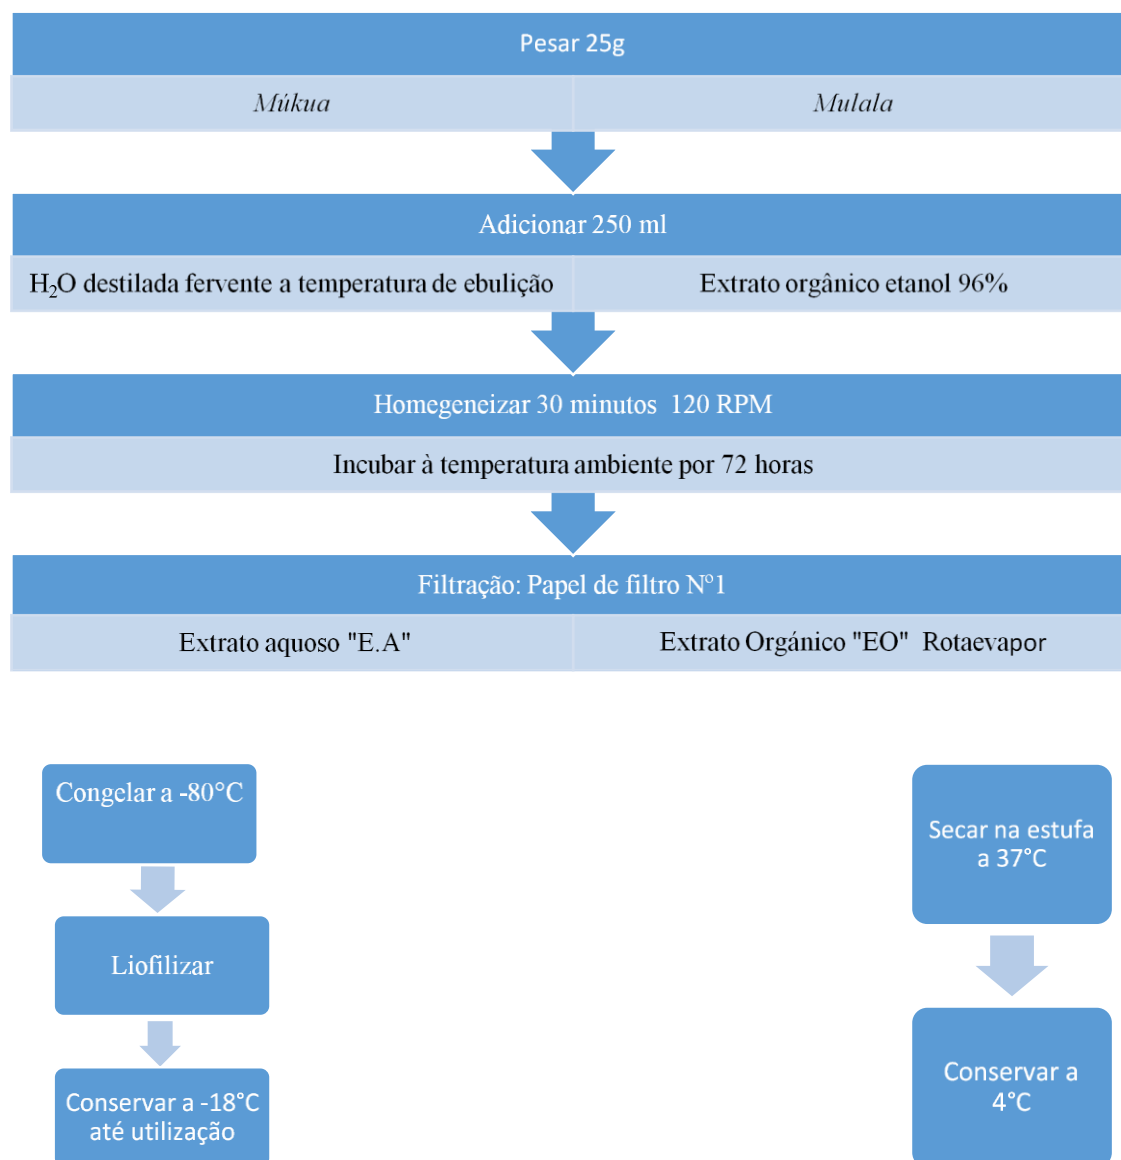 Pesar 25g
Múkua
Mulala
Adicionar 250 ml
H₂O destilada fervente a temperatura de ebulição
Extrato orgânico etanol 96%
Homegeneizar 30 minutos 120 RPM
Incubar à temperatura ambiente por 72 horas
Filtração: Papel de filtro Nº1
Extrato aquoso "E.A"
Extrato Orgánico "EO" Rotaevapor
Congelar a -80°C
Liofilizar
Conservar a -18°C
até utilização
Secar na estufa
a 37°C
Conservar a
4°C